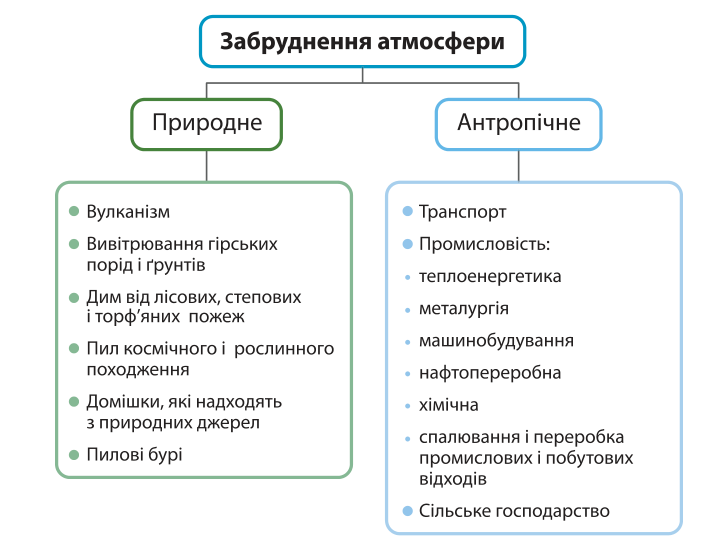 Забруднення атмосфери
Природне
Антропічне
Вулканізм
Вивітрювання гірських
порід і ґрунтів
Дим від лісових, степових
і торф’яних пожеж
Пил космічного і рослинного
походження
Домішки, які надходять
з природних джерел
Пилові бурі
Транспорт
Промисловість:
теплоенергетика
металургія
машинобудування
нафтопереробна
хімічна
спалювання і переробка
промислових і побутових
відходів
Сільське господарство